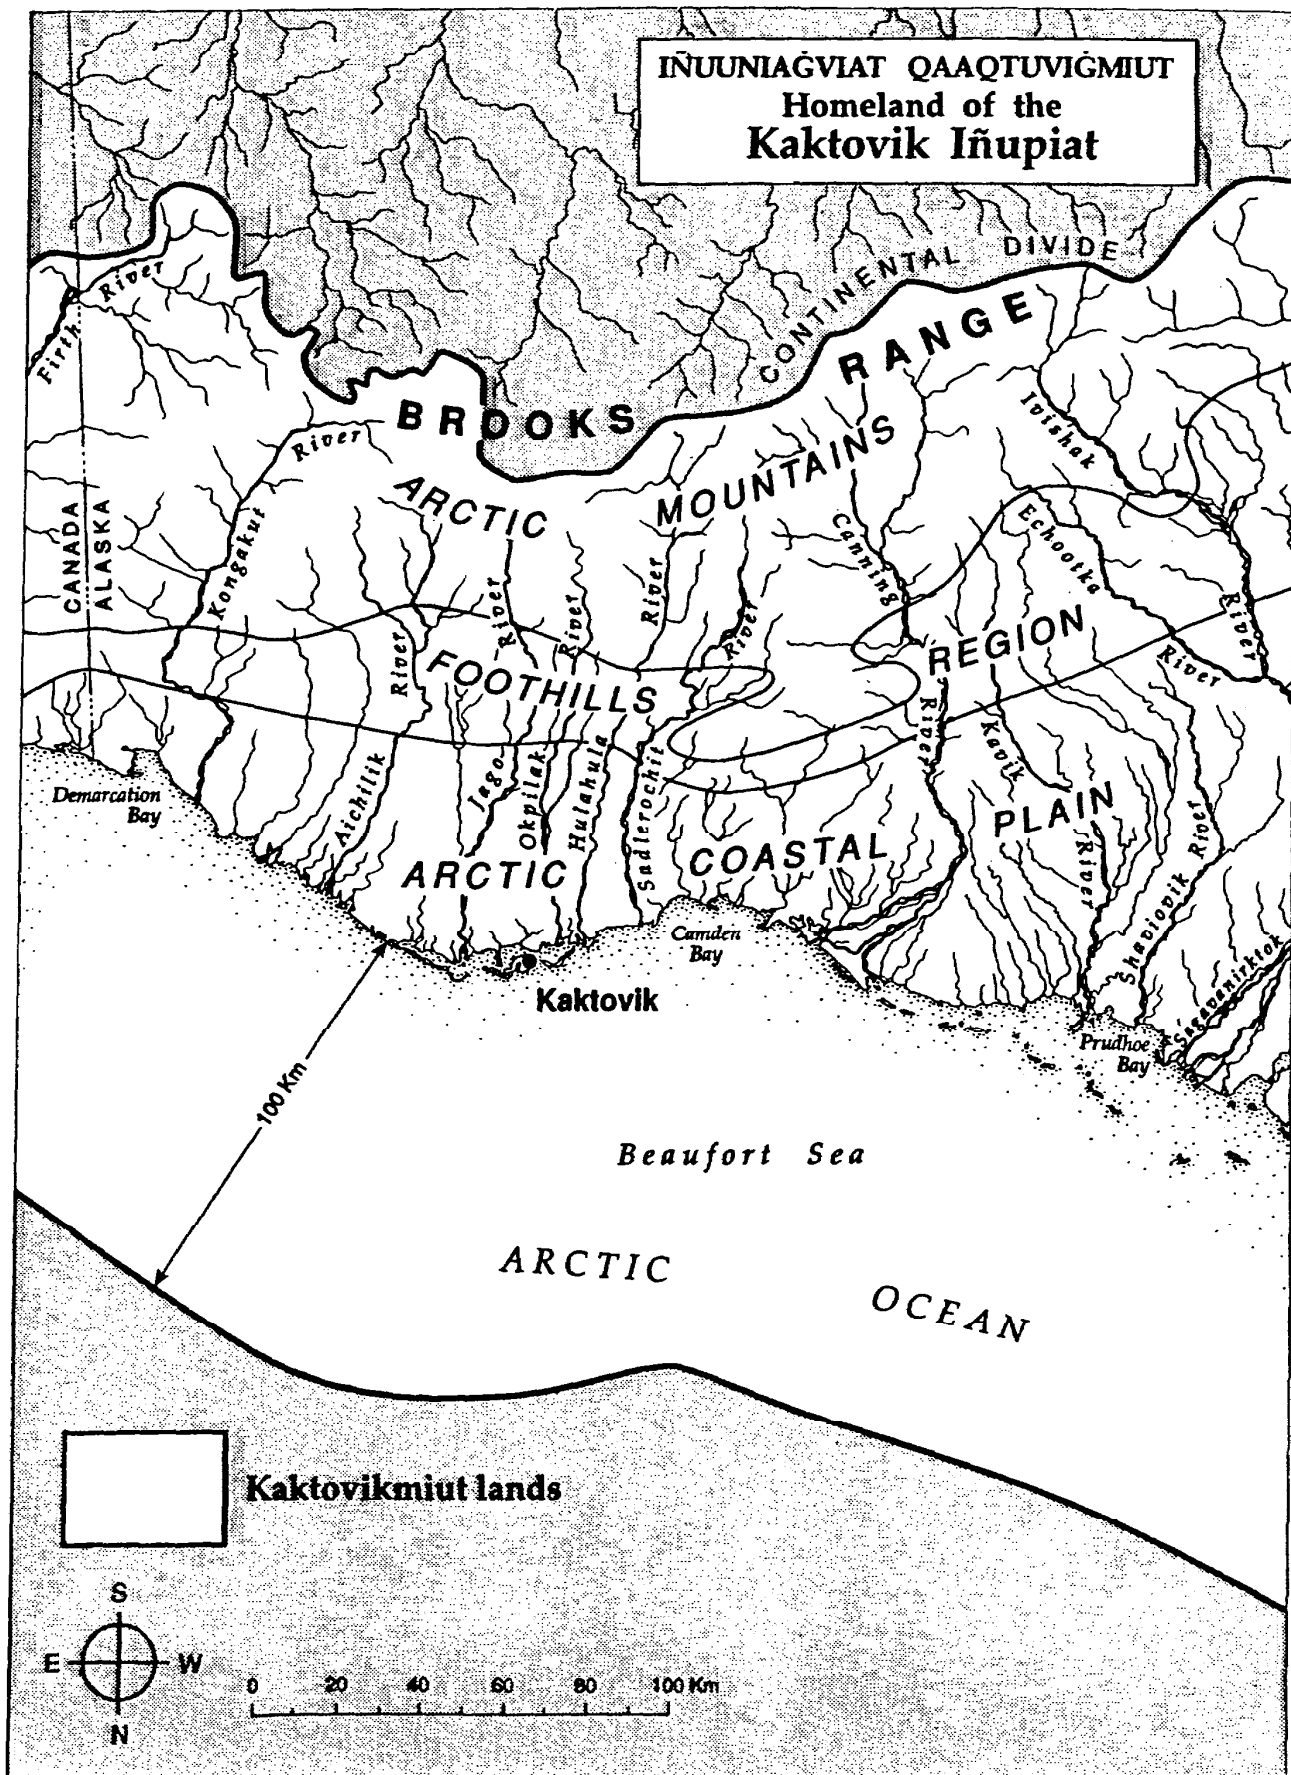 IÑUUNIAĠVIAT QAAQTUVIĠMIUT
Homeland of the
Kaktovik Iñupiat
CONTINENTAL DIVIDE
BROOKS RANGE
Firth River
ARCTIC MOUNTAINS
CANADA
ALASKA
Kongakut River
Aichilik River
Jago River
Okpilak River
Hulahula River
Sadlerochit River
Canning River
Kavik River
Ivishak River
Echooka River
Shaviovik River
Sagavanirktok
FOOTHILLS REGION
ARCTIC COASTAL PLAIN
Demarcation
Bay
Camden
Bay
Prudhoe
Bay
Kaktovik
100 Km
Beaufort Sea
ARCTIC OCEAN
Kaktovikmiut lands
S
E W
N
0 20 40 60 80 100 Km